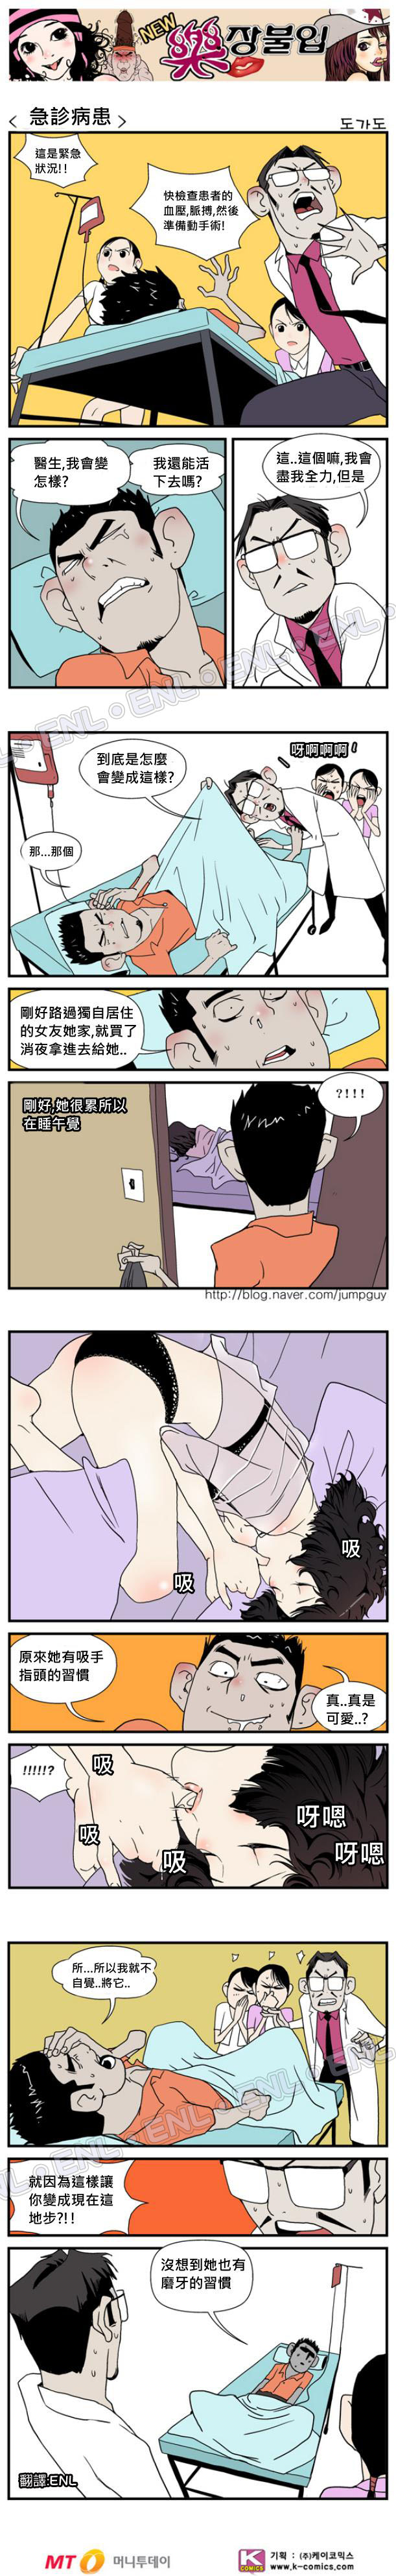 NEW
樂장불입
< 急診病患 >
도가도
這是緊急
狀況!!
快檢查患者的
血壓,脈搏,然後
準備動手術!
醫生,我會變
怎樣?
我還能活
下去嗎?
這..這個嘛,我會
盡我全力,但是
ENL ENL ENL ENL
到底是怎麼
會變成這樣?
呀啊啊啊!
那...那個
剛好路過獨自居住
的女友她家,就買了
消夜拿進去給她..
剛好,她很累所以
在睡午覺
?!!!
http://blog.naver.com/jumpguy
吸
吸
原來她有吸手
指頭的習慣
真..真是
可愛..?
!!!!!?
吸
吸
吸
呀嗯
呀嗯
所...所以我就不
自覺..將它..
ENL ENL ENL ENL
就因為這樣讓
你變成現在這
地步?!!
沒想到她也有
磨牙的習慣
翻譯:ENL
MT 머니투데이
K COMICS
기획 : (주)케이코믹스
www.k-comics.com